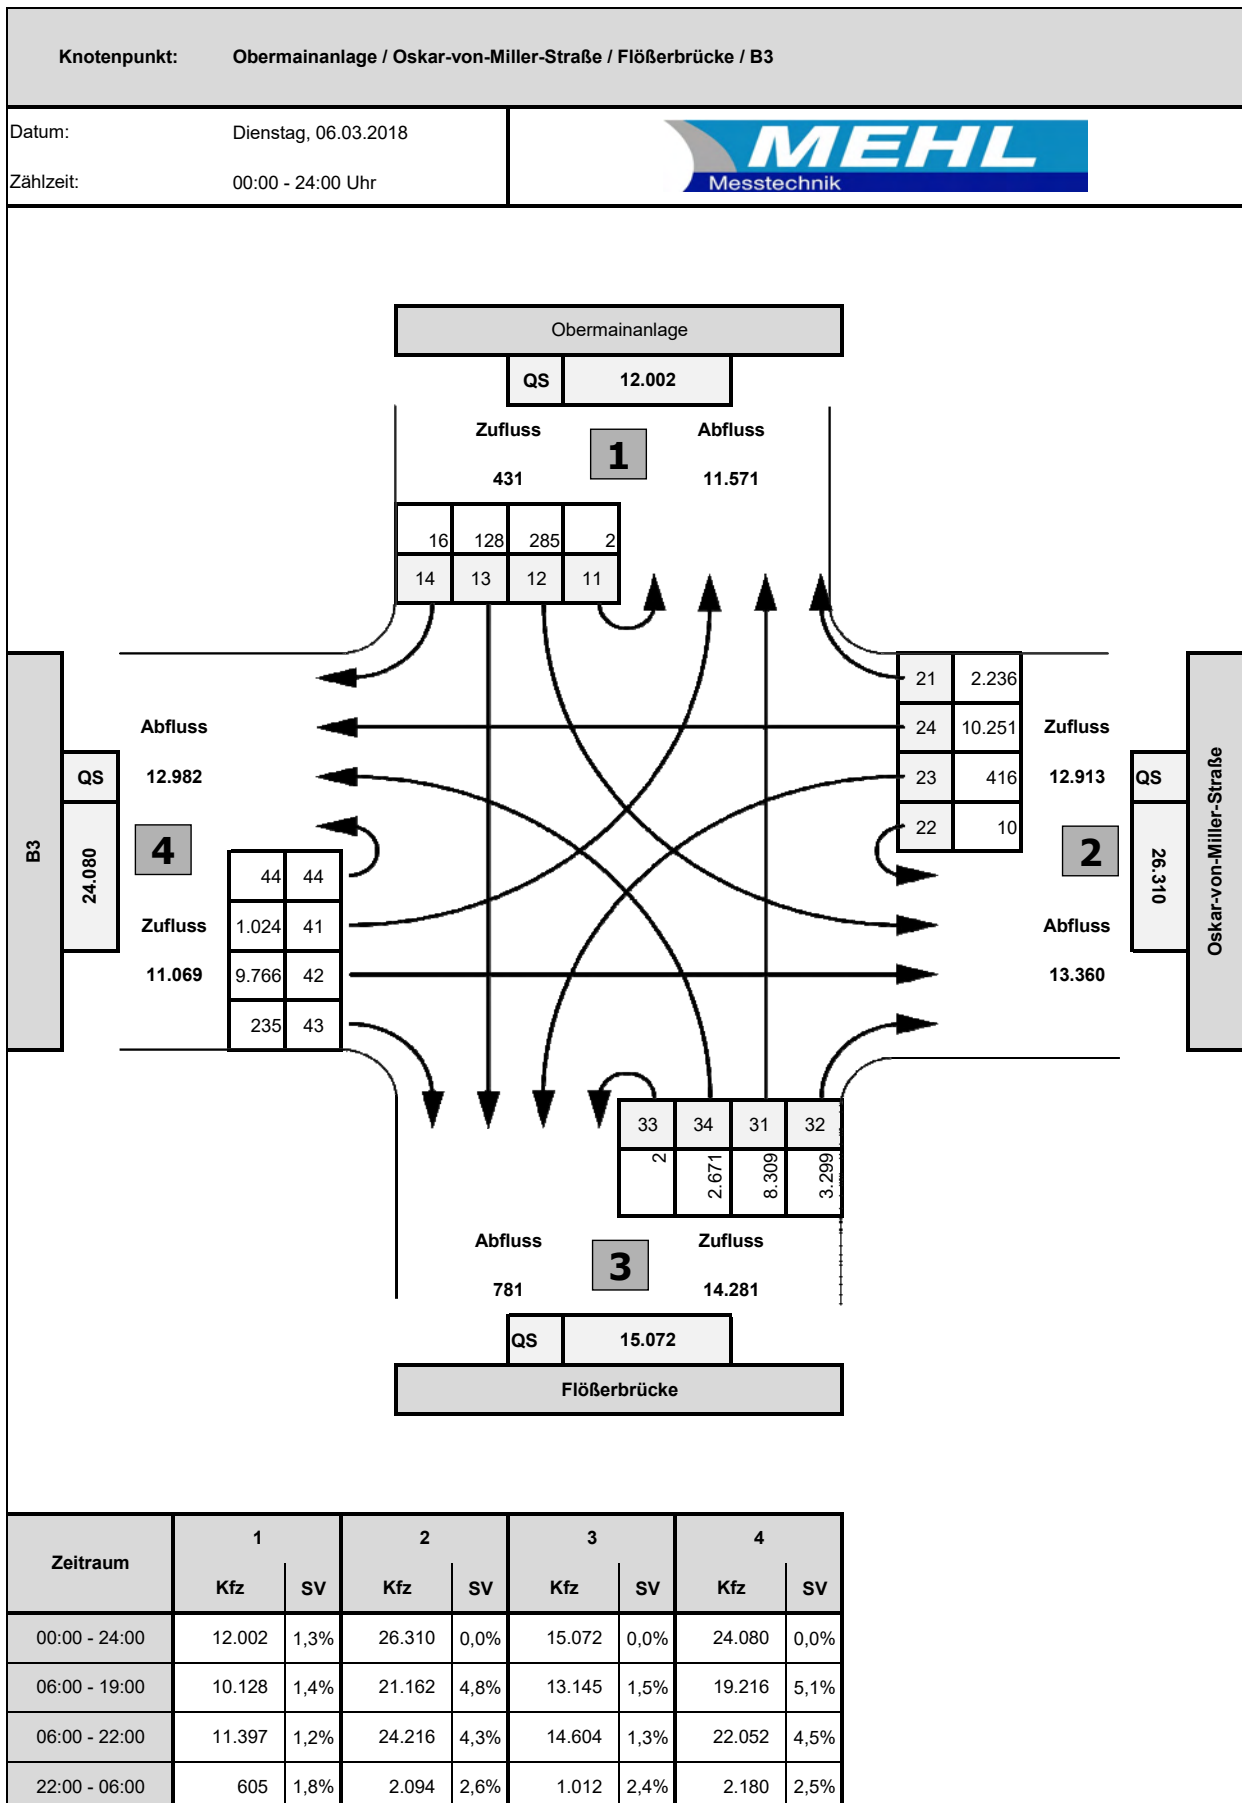 Knotenpunkt: Obermainanlage / Oskar-von-Miller-Straße / Flößerbrücke / B3
Datum: Dienstag, 06.03.2018
Zählzeit: 00:00 - 24:00 Uhr
MEHL
Messtechnik
Obermainanlage
QS 12.002
Zufluss 1 Abfluss
431 11.571
16 128 285 2
14 13 12 11
21 2.236
24 10.251
23 416
22 10
Zufluss
12.913
2
Abfluss
13.360
QS
26.310
Oskar-von-Miller-Straße
B3
QS
24.080
Abfluss
12.982
4
Zufluss
11.069
44 44
1.024 41
9.766 42
235 43
33 34 31 32
2 2.671 8.309 3.299
Abfluss 3 Zufluss
781 14.281
QS 15.072
Flößerbrücke
Zeitraum 1 2 3 4
Kfz SV Kfz SV Kfz SV Kfz SV
00:00 - 24:00 12.002 1,3% 26.310 0,0% 15.072 0,0% 24.080 0,0%
06:00 - 19:00 10.128 1,4% 21.162 4,8% 13.145 1,5% 19.216 5,1%
06:00 - 22:00 11.397 1,2% 24.216 4,3% 14.604 1,3% 22.052 4,5%
22:00 - 06:00 605 1,8% 2.094 2,6% 1.012 2,4% 2.180 2,5%